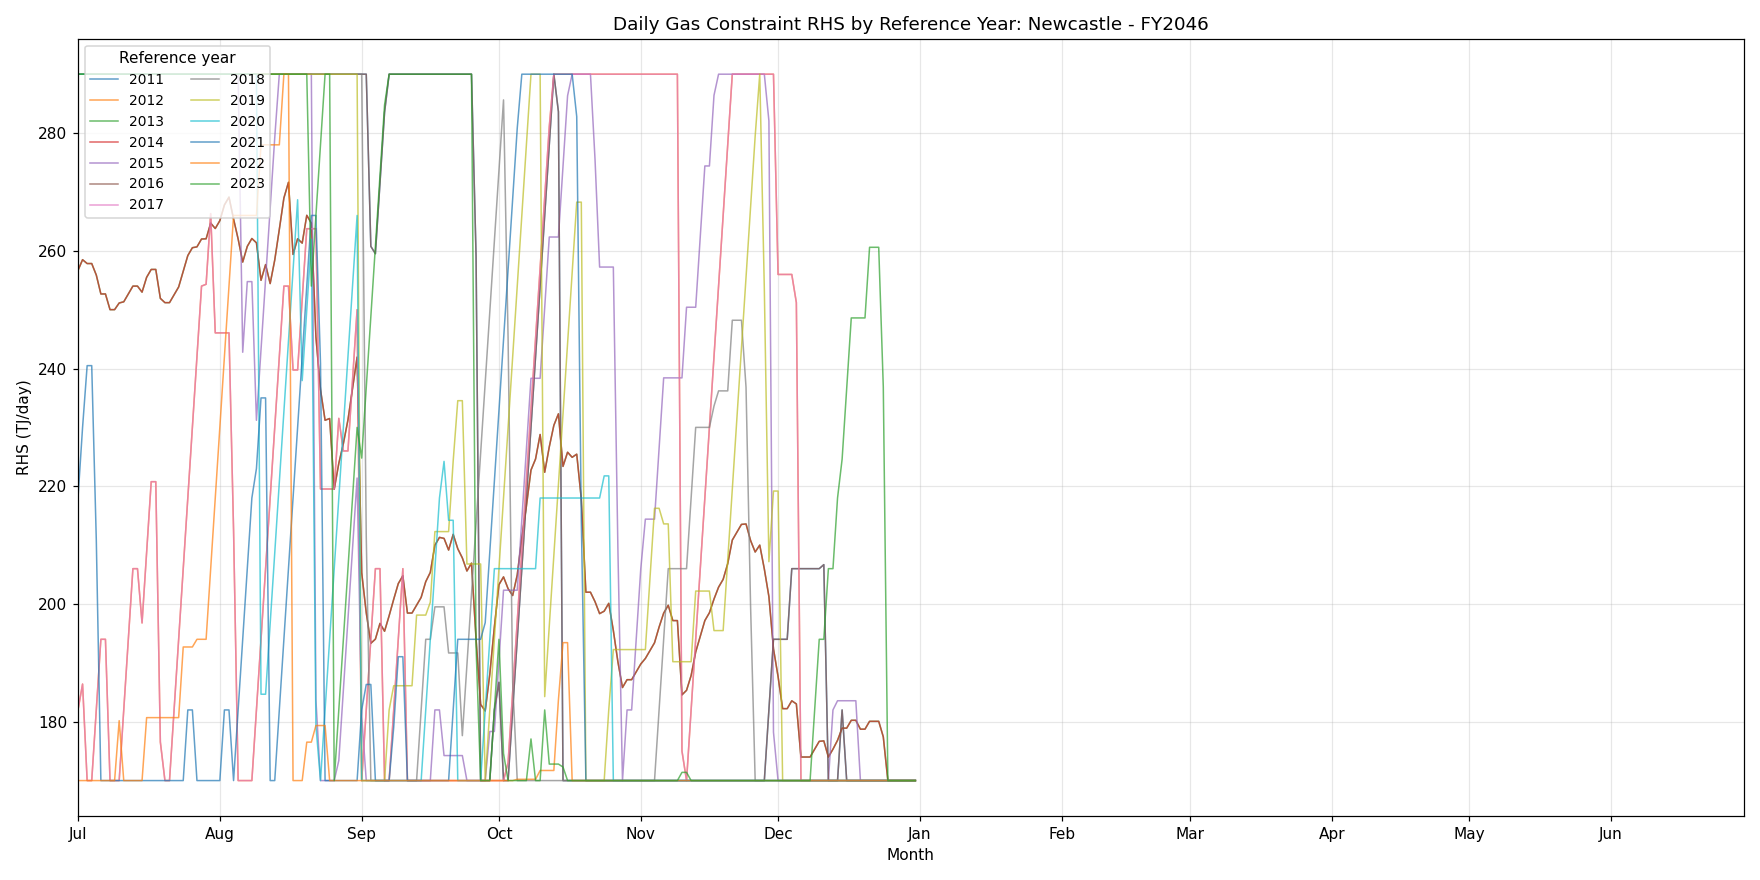 Daily Gas Constraint RHS by Reference Year: Newcastle - FY2046
Reference year
2011 2018
2012 2019
2013 2020
2014 2021
2015 2022
2016 2023
2017
280
260
240
220
200
180
RHS (TJ/day)
Jul Aug Sep Oct Nov Dec Jan Feb Mar Apr May Jun
Month